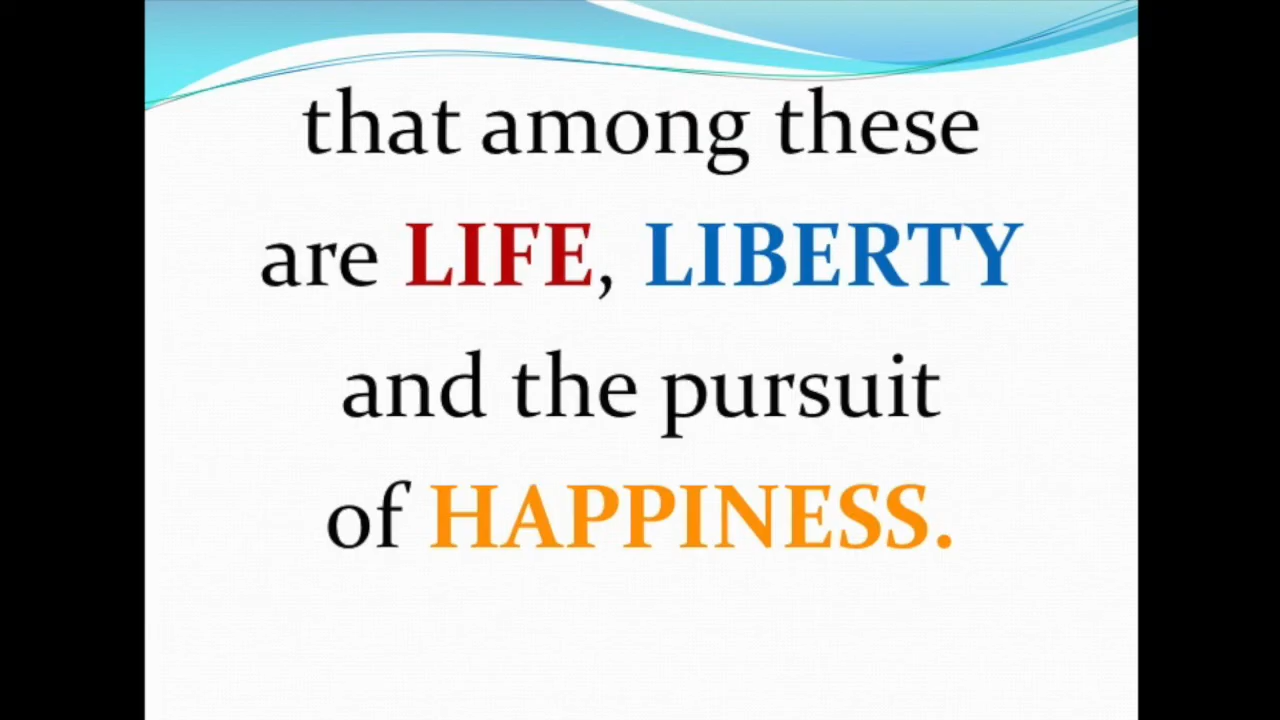 that among these
are LIFE, LIBERTY
and the pursuit
of HAPPINESS.